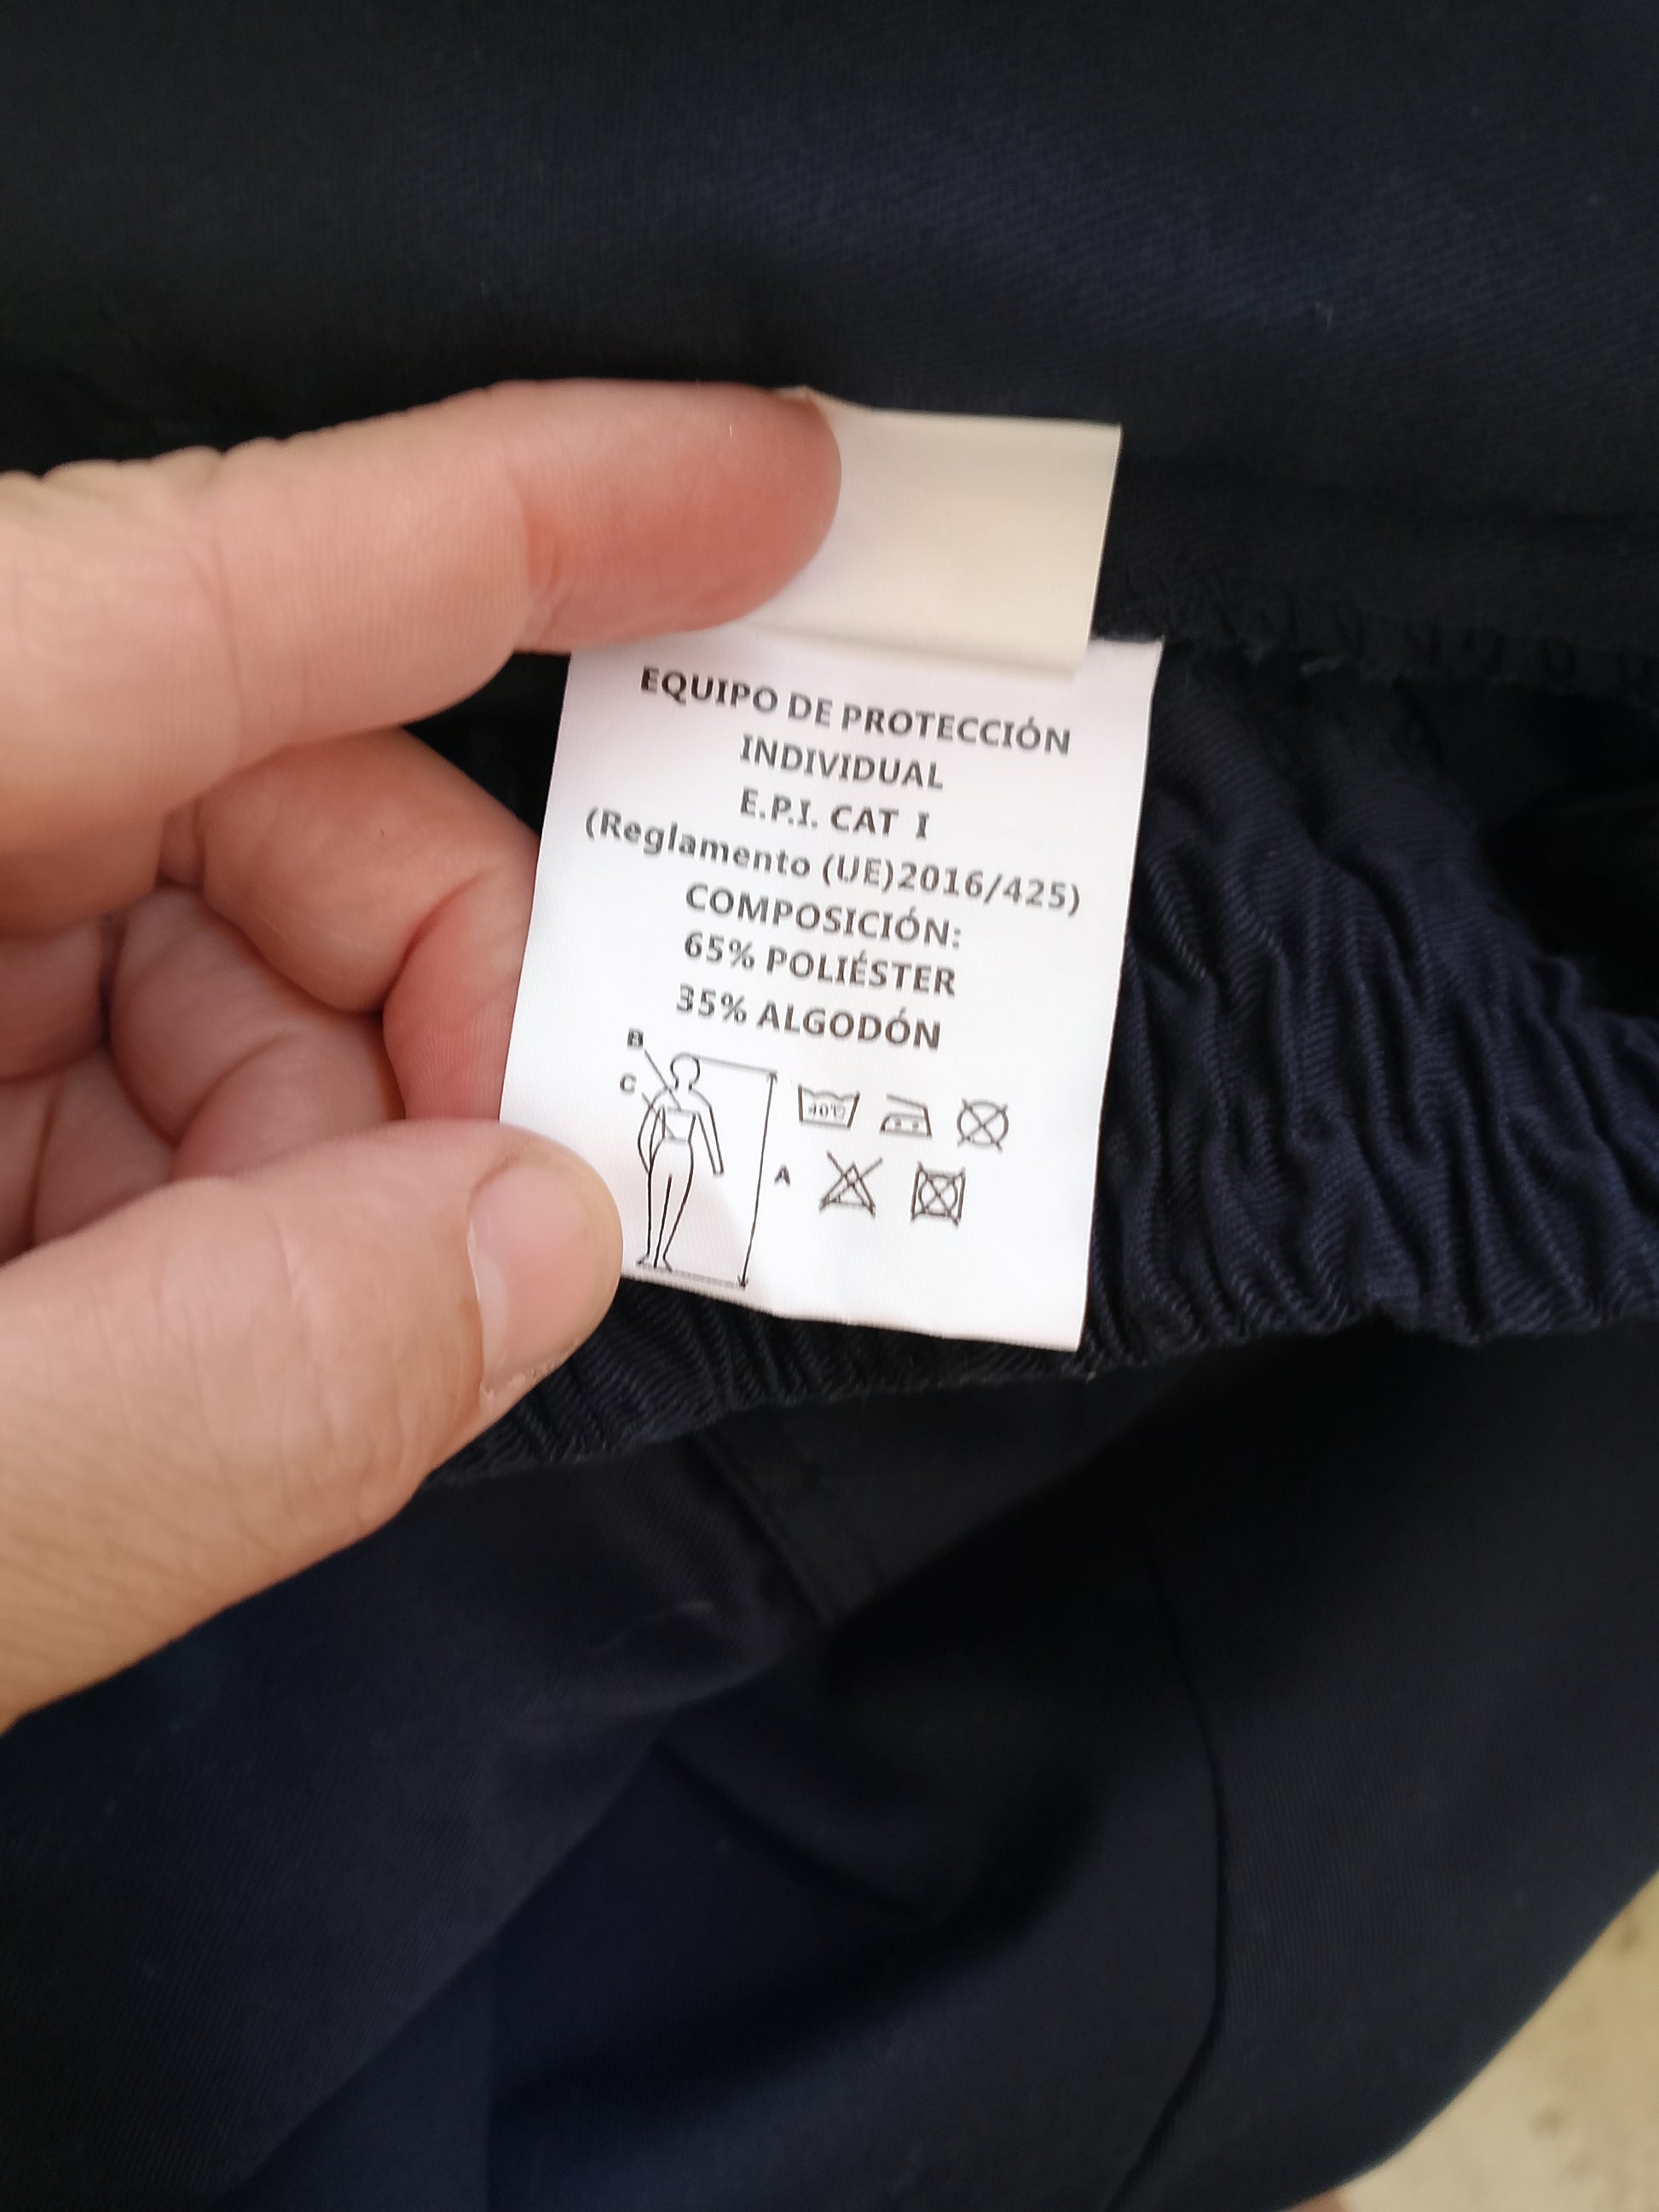 EQUIPO DE PROTECCIÓN
INDIVIDUAL
E.P.I. CAT I
(Reglamento (UE)2016/425)
COMPOSICIÓN:
65% POLIÉSTER
35% ALGODÓN
B
C
A
40°C